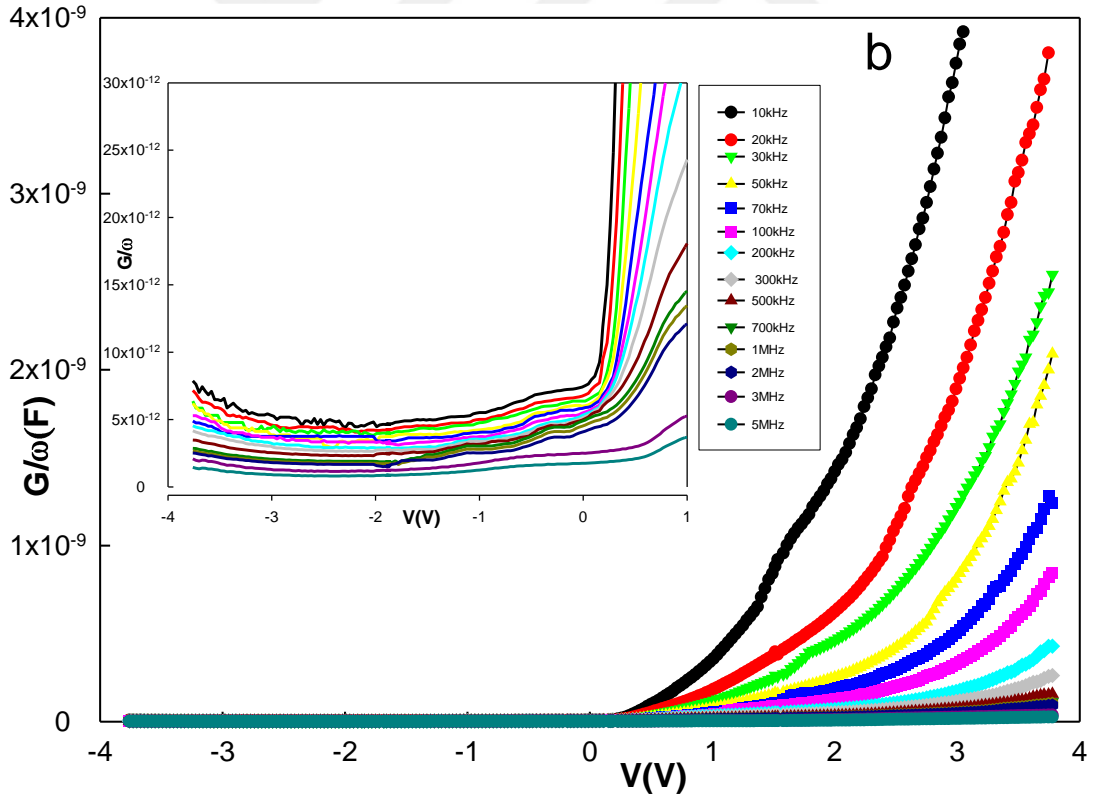 4x10-9
3x10-9
2x10-9
1x10-9
0
G/ω(F)
-4
-3
-2
-1
0
1
2
3
4
V(V)
b
30x10-12
25x10-12
20x10-12
15x10-12
10x10-12
5x10-12
0
G/ω
-4
-3
-2
-1
0
1
V(V)
10kHz
20kHz
30kHz
50kHz
70kHz
100kHz
200kHz
300kHz
500kHz
700kHz
1MHz
2MHz
3MHz
5MHz